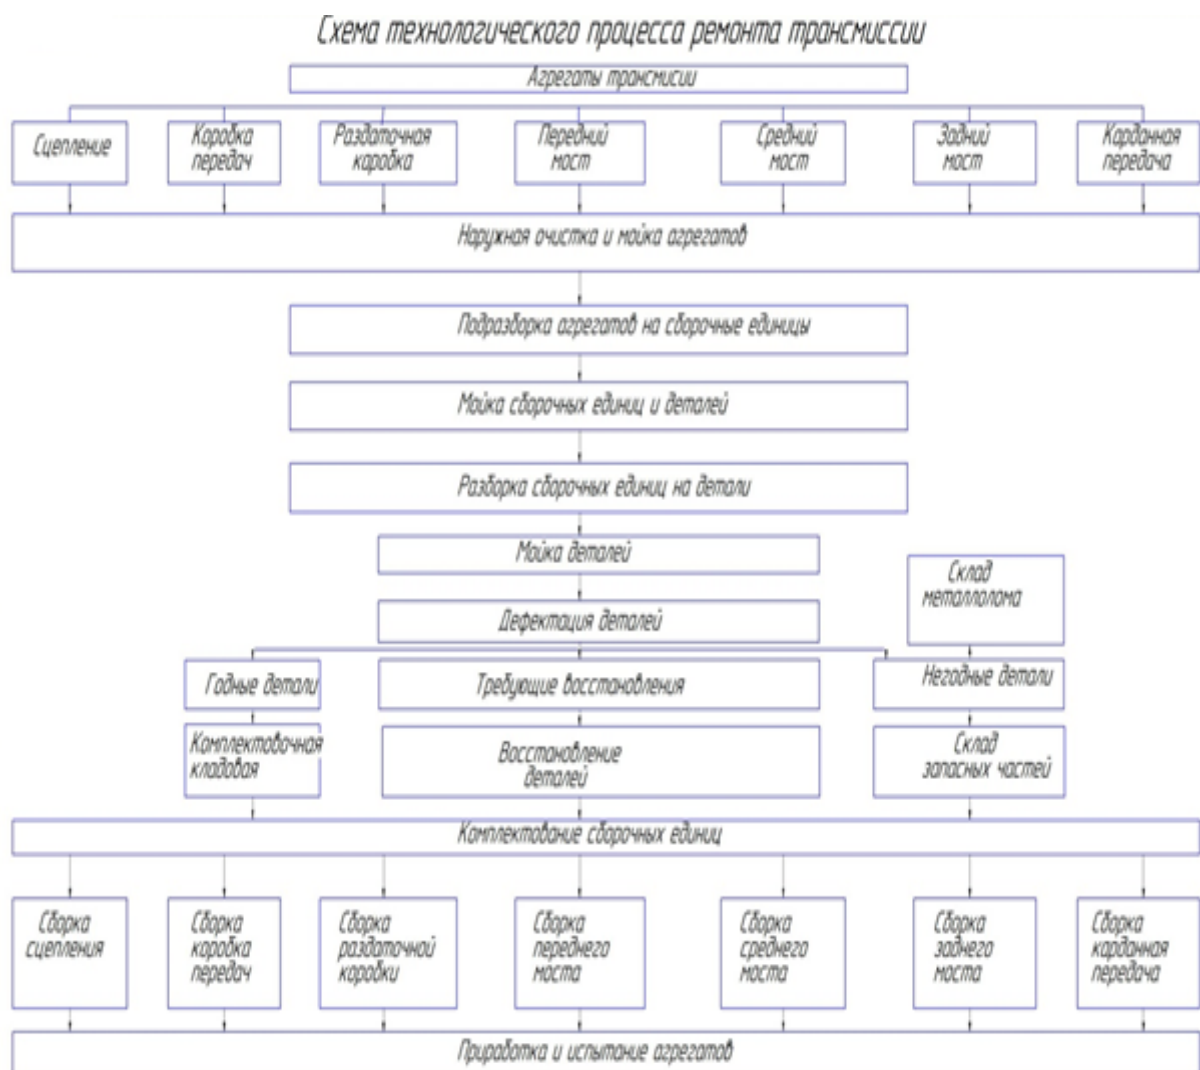 Схема технологического процесса ремонта трансмиссии
Агрегаты трансмисии
Сцепление
Коробка
передач
Раздаточная
коробка
Передний
мост
Средний
мост
Задний
мост
Карданная
передача
Наружная очистка и мойка агрегатов
Подразборка агрегатов на сборочные единицы
Мойка сборочных единиц и деталей
Разборка сборочных единиц на детали
Мойка деталей
Склад
металлолома
Дефектация деталей
Годные детали
Требующие восстановления
Негодные детали
Комплектовочная
кладовая
Восстановление
деталей
Склад
запасных частей
Комплектование сборочных единиц
Сборка
сцепления
Сборка
коробка
передач
Сборка
раздаточной
коробки
Сборка
переднего
моста
Сборка
среднего
моста
Сборка
заднего
моста
Сборка
карданная
передача
Приработка и испытание агрегатов